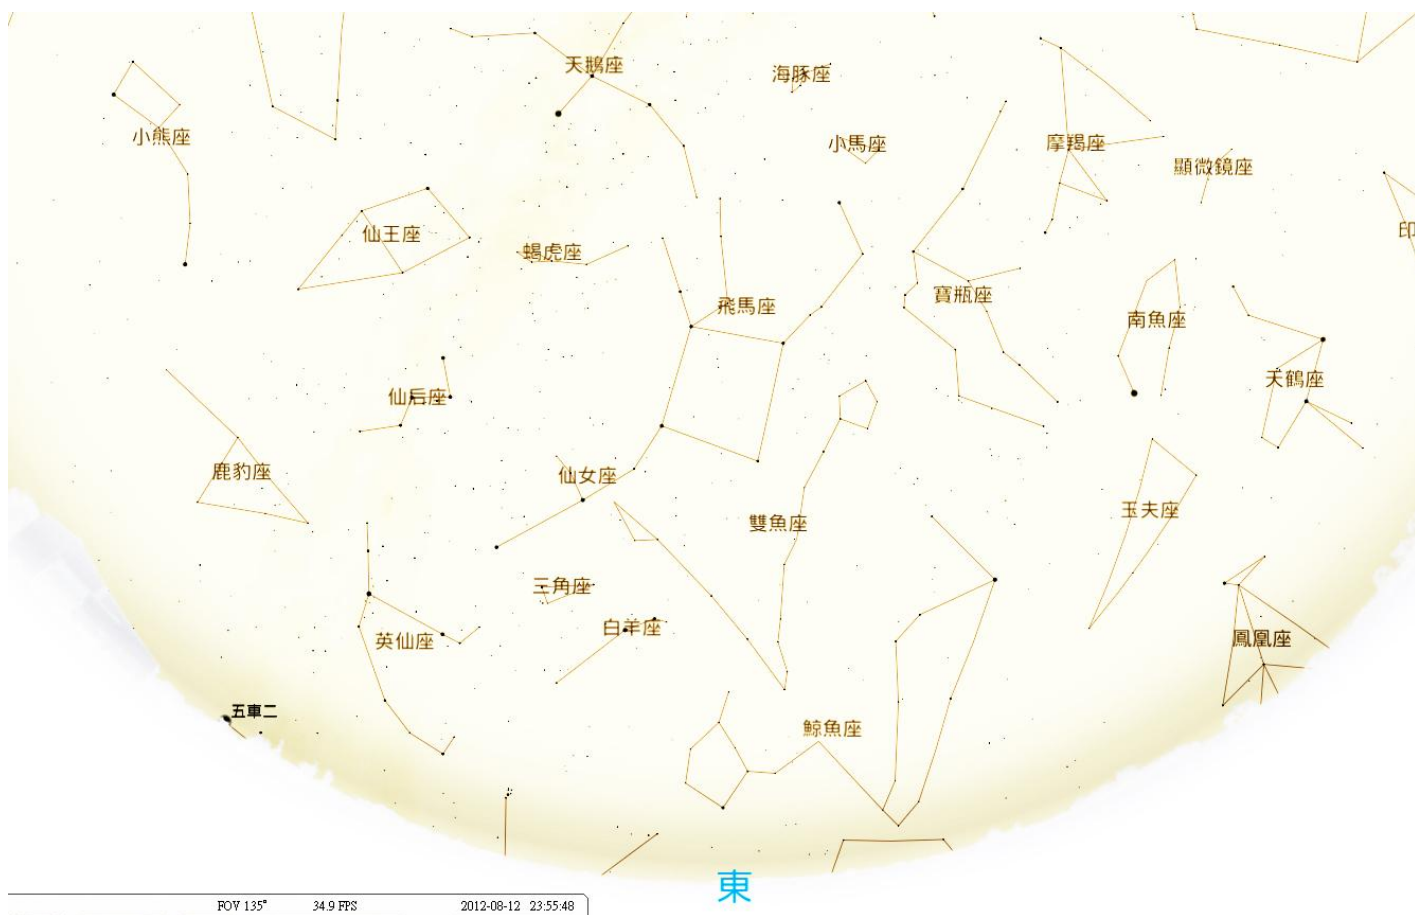 天鵝座
海豚座
小熊座
小馬座
摩羯座
顯微鏡座
仙王座
蝎虎座
印
飛馬座
寶瓶座
南魚座
仙后座
天鶴座
鹿豹座
仙女座
雙魚座
玉夫座
三角座
白羊座
英仙座
鳳凰座
五車二
鯨魚座
東
FOV 135° 34.9 FPS 2012-08-12 23:55:48